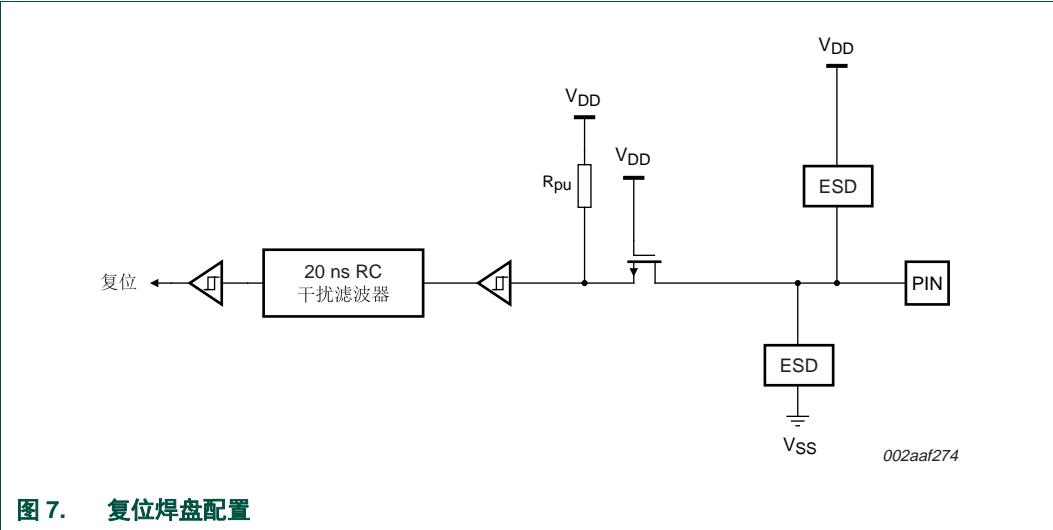 VDD
VDD
VDD
Rpu
ESD
复位
20 ns RC
干扰滤波器
PIN
ESD
VSS
002aaf274
图 7. 复位焊盘配置